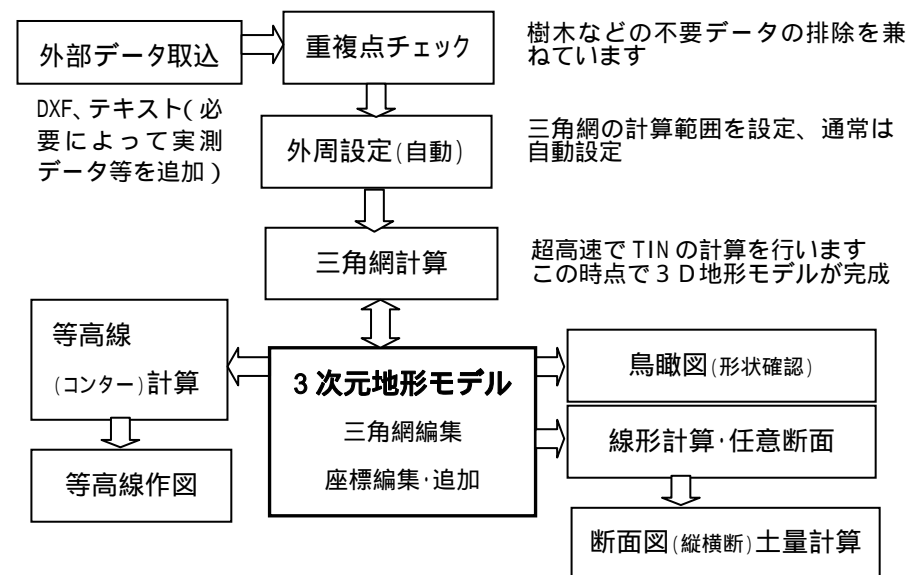 外部データ取込
重複点チェック
樹木などの不要データの排除を兼
ねています
DXF、テキスト(必
要によって実測
データ等を追加)
外周設定(自動)
三角網の計算範囲を設定、通常は
自動設定
三角網計算
超高速でTINの計算を行います
この時点で3D地形モデルが完成
等高線
(コンター)計算
3次元地形モデル
三角網編集
座標編集·追加
鳥瞰図(形状確認)
線形計算·任意断面
等高線作図
断面図(縦横断)土量計算